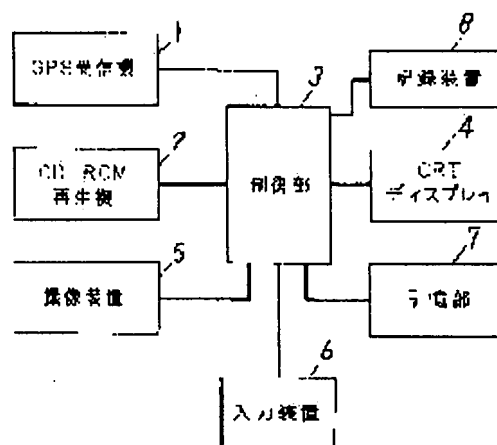 1
GPS受信機
2
CD-ROM
再生機
5
撮像装置
3
制御部
6
入力装置
8
記録装置
4
CRT
ディスプレイ
7